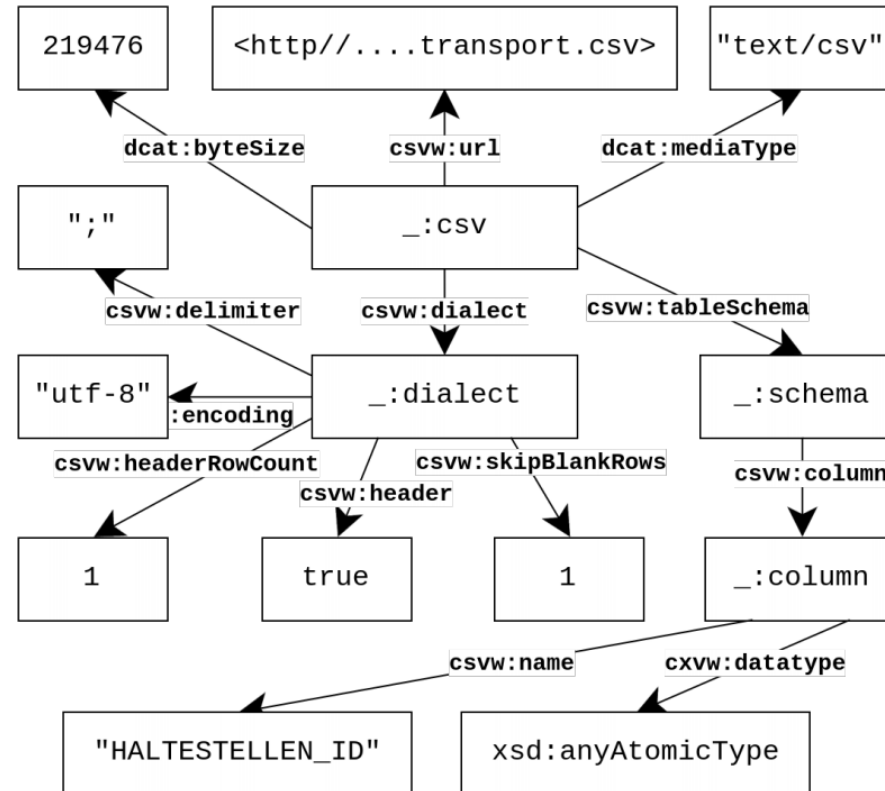 219476
<http//....transport.csv>
"text/csv"
dcat:byteSize
csvw:url
dcat:mediaType
";"
_:csv
csvw:delimiter
csvw:dialect
csvw:tableSchema
"utf-8"
:encoding
_:dialect
_:schema
csvw:headerRowCount
csvw:header
csvw:skipBlankRows
csvw:column
1
true
1
_:column
csvw:name
cxvw:datatype
"HALTESTELLEN_ID"
xsd:anyAtomicType